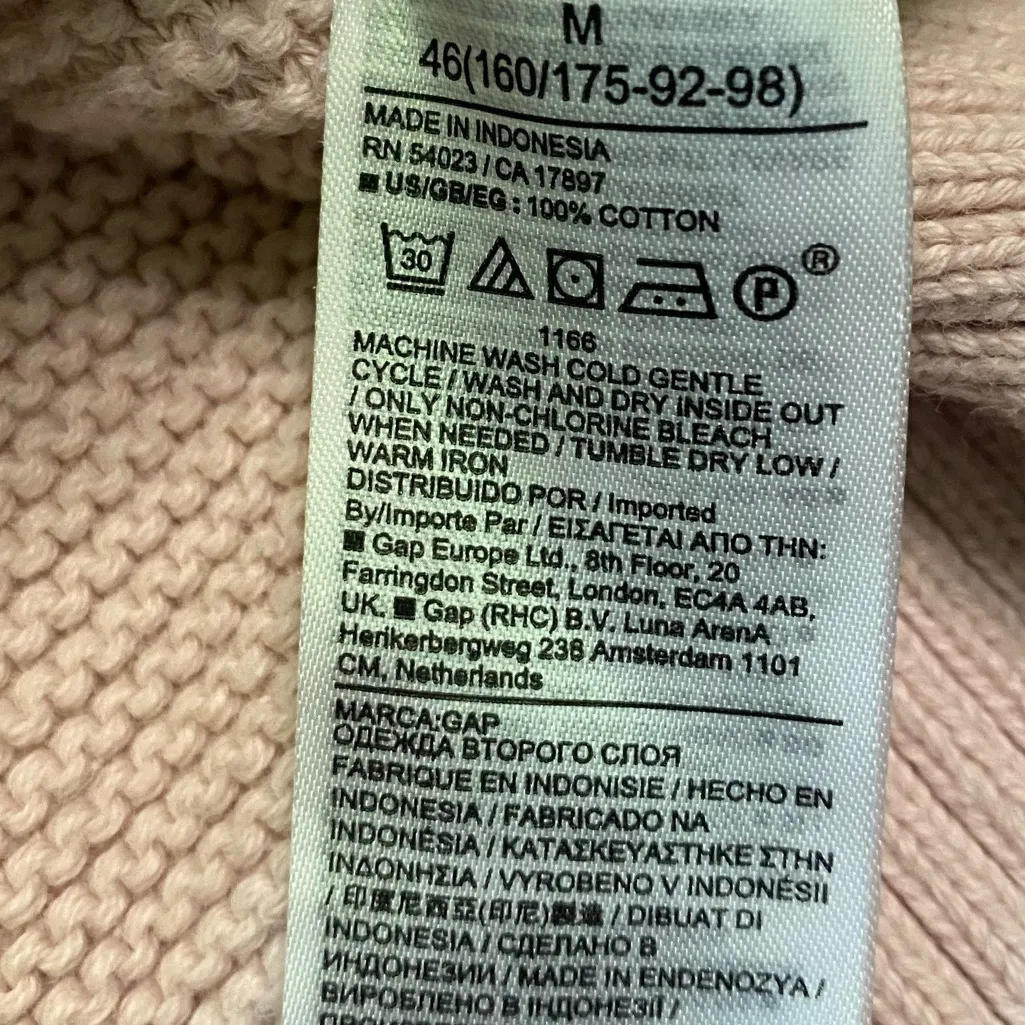 M
46(160/175-92-98)
MADE IN INDONESIA
RN 54023 / CA 17897
■ US/GB/EG : 100% COTTON
30
P
®
1166
MACHINE WASH COLD GENTLE
CYCLE / WASH AND DRY INSIDE OUT
/ ONLY NON-CHLORINE BLEACH
WHEN NEEDED / TUMBLE DRY LOW /
WARM IRON
DISTRIBUIDO POR / Imported
By/Importe Par / ΕΙΣΑΓΕΤΑΙ ΑΠΟ ΤΗΝ:
■ Gap Europe Ltd., 8th Floor, 20
Farringdon Street, London, EC4A 4AB,
UK. ■ Gap (RHC) B.V. Luna ArenA
Herikerbergweg 238 Amsterdam 1101
CM, Netherlands
MARCA:GAP
ОДЕЖДА ВТОРОГО СЛОЯ
FABRIQUE EN INDONISIE / HECHO EN
INDONESIA / FABRICADO NA
INDONÉSIA / ΚΑΤΑΣΚΕΥΑΣΤΗΚΕ ΣΤΗΝ
ΙΝΔΟΝΗΣΙΑ / VYROBENO V INDONÉSII
/ 印度尼西亞(印尼)製造 / DIBUAT DI
INDONESIA / СДЕЛАНО В
ИНДОНЕЗИИ / MADE IN ENDENOZYA /
ВИРОБЛЕНО В ІНДОНЕЗІЇ /